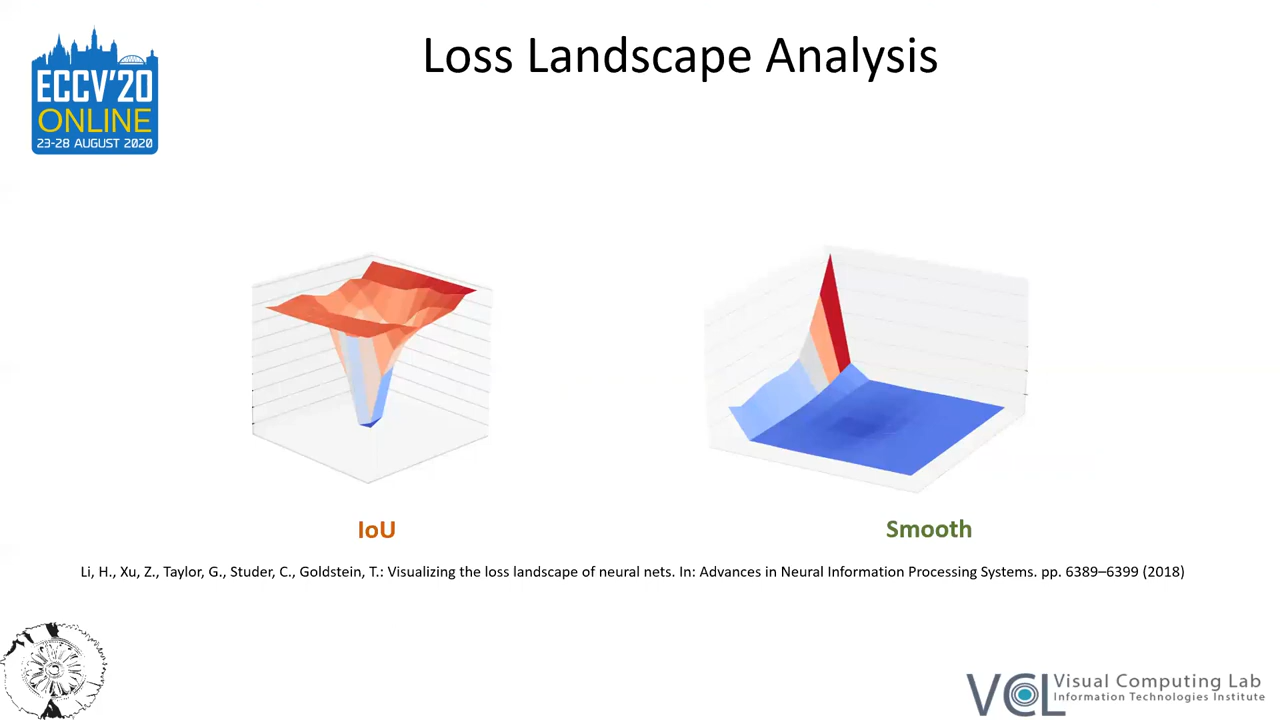 Loss Landscape Analysis
ECCV'20
ONLINE
23-28 AUGUST 2020
IoU
Smooth
Li, H., Xu, Z., Taylor, G., Studer, C., Goldstein, T.: Visualizing the loss landscape of neural nets. In: Advances in Neural Information Processing Systems. pp. 6389–6399 (2018)
VCL
Visual Computing Lab
Information Technologies Institute